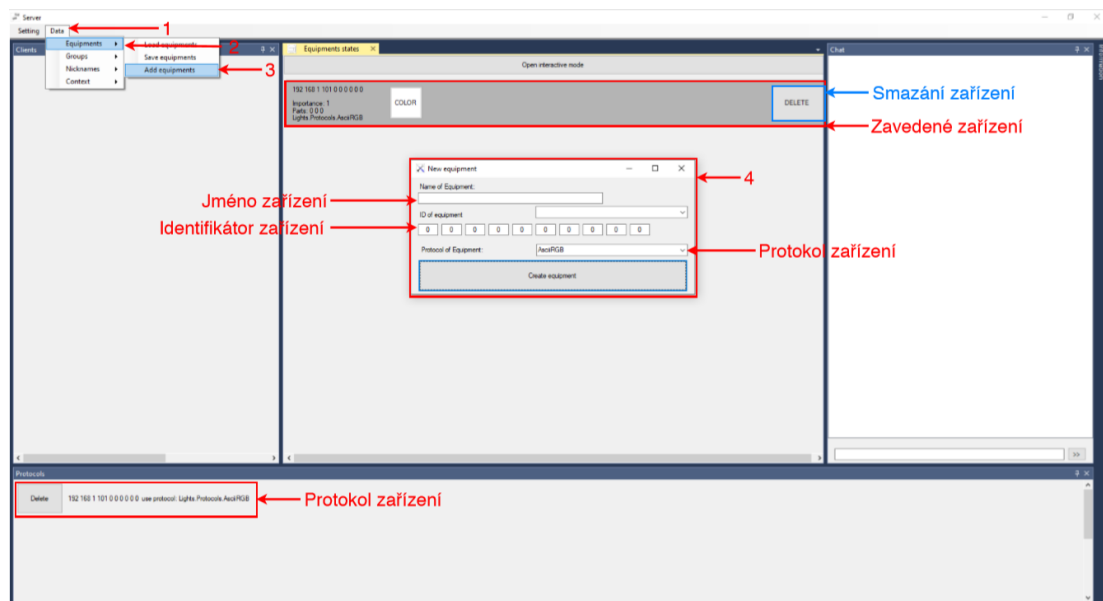 Server
Setting Data
1
Clients
Equipments
2
Load equipments
Groups
Save equipments
Nicknames
Add equipments
3
Context
Equipments states
Open interactive mode
192 168 1 101 0 0 0 0 0 0
Importance: 1
Parts: 0 0 0
Lights.Protocols.AsciiRGB
COLOR
DELETE
Smazání zařízení
Zavedené zařízení
Chat
Information
New equipment
4
Name of Equipment:
Jméno zařízení
ID of equipment
Identifikátor zařízení
0 0 0 0 0 0 0 0 0 0
Protocol of Equipment:
AsciiRGB
Protokol zařízení
Create equipment
>>
Protocols
Delete
192 168 1 101 0 0 0 0 0 0 use protocol: Lights.Protocols.AsciiRGB
Protokol zařízení